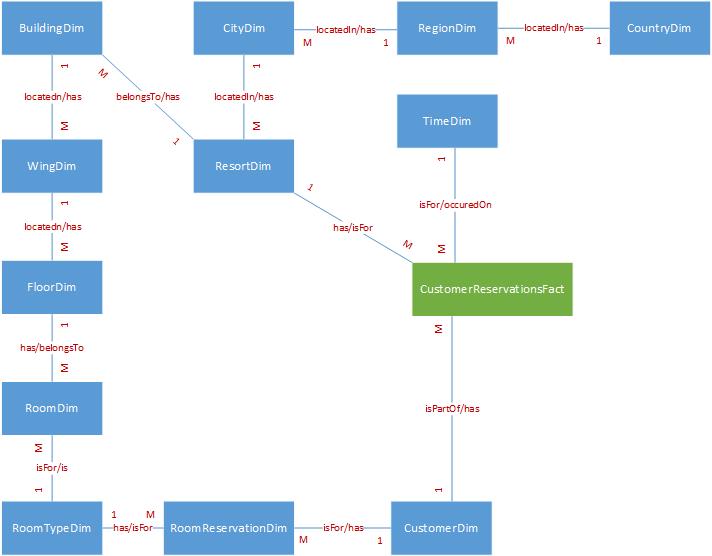 BuildingDim
CityDim
locatedIn/has
M
1
RegionDim
locatedIn/has
M
1
CountryDim
1
locatedn/has
M
M
belongsTo/has
1
1
locatedIn/has
M
TimeDim
WingDim
ResortDim
1
isFor/occuredOn
M
1
locatedn/has
M
1
has/isFor
M
FloorDim
CustomerReservationsFact
1
has/belongsTo
M
M
isPartOf/has
1
RoomDim
M
isFor/is
1
RoomTypeDim
1
M
has/isFor
RoomReservationDim
isFor/has
M
1
CustomerDim